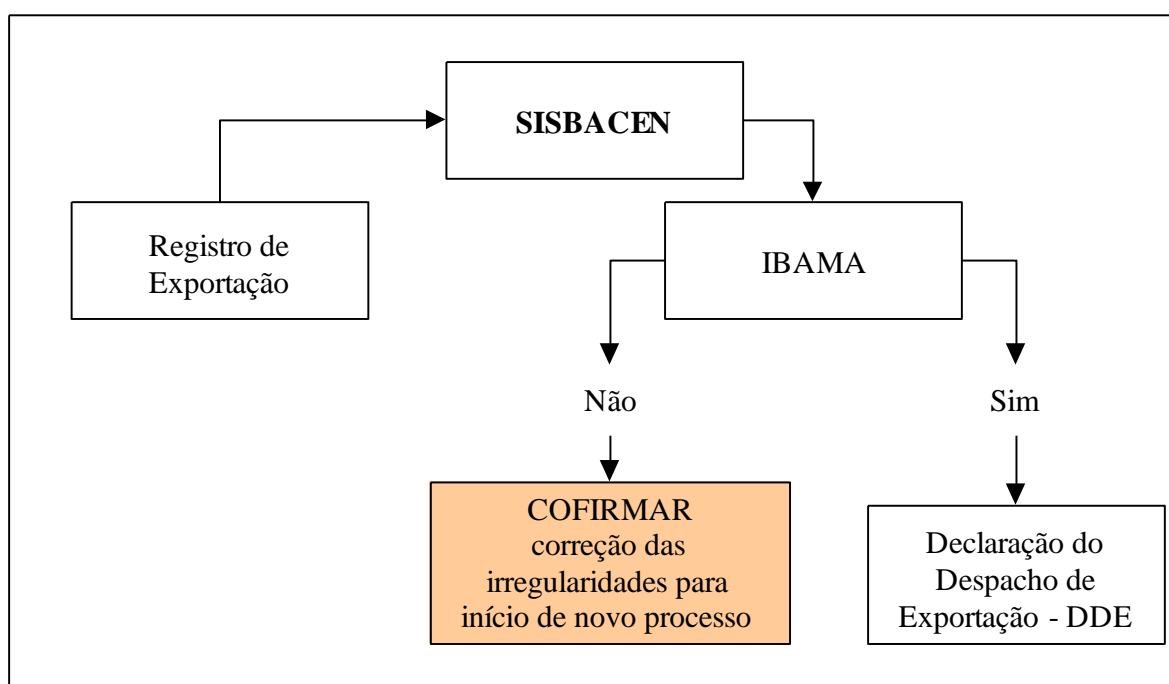 SISBACEN
Registro de
Exportação
IBAMA
Não
Sim
COFIRMAR
correção das
irregularidades para
início de novo processo
Declaração do
Despacho de
Exportação - DDE